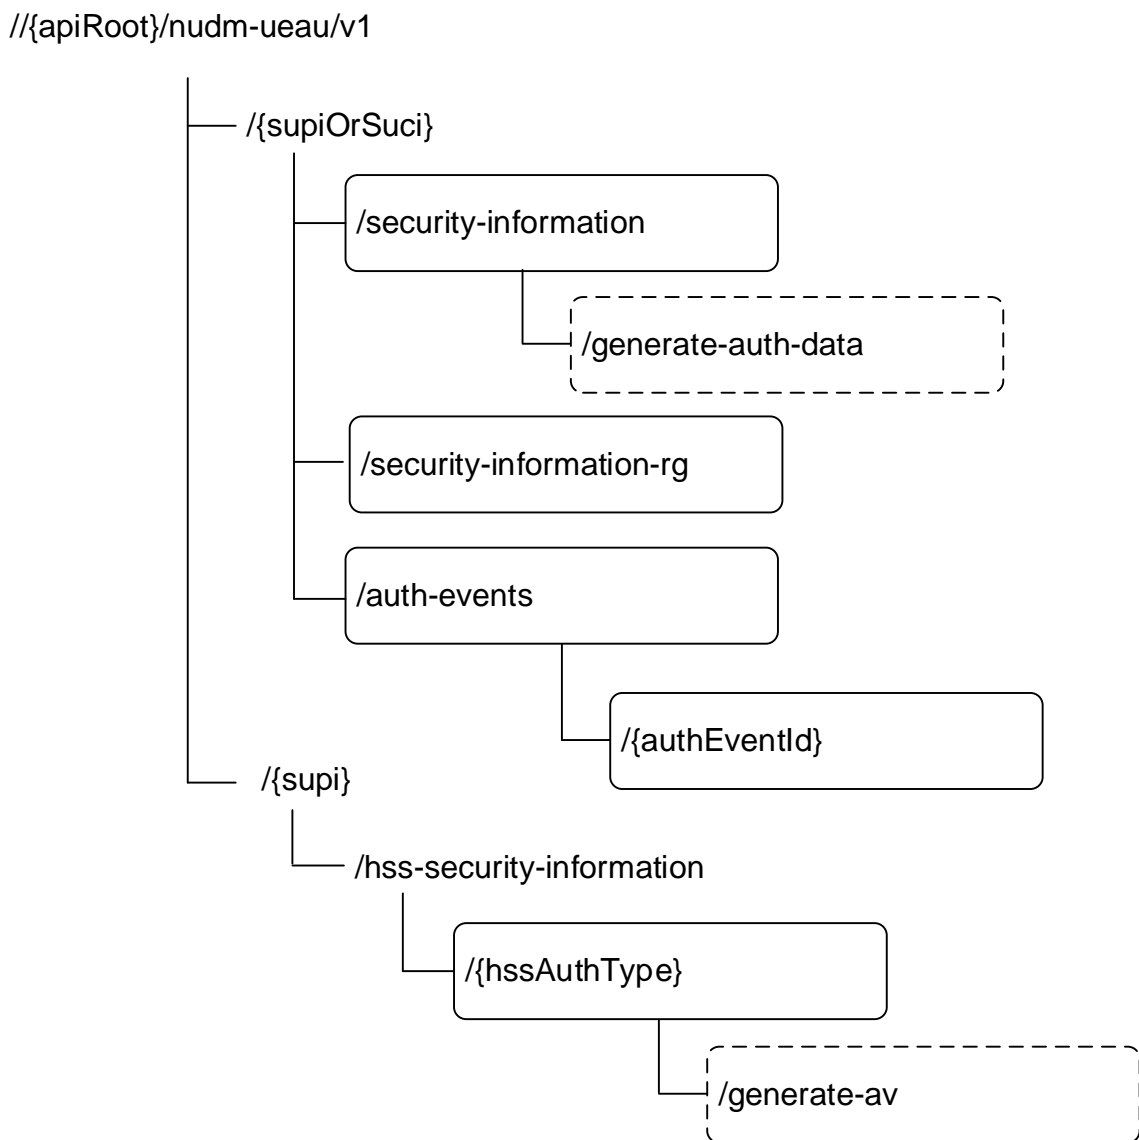 //{apiRoot}/nudm-ueau/v1
/{supiOrSuci}
/security-information
/generate-auth-data
/security-information-rg
/auth-events
/{authEventId}
/{supi}
/hss-security-information
/{hssAuthType}
/generate-av